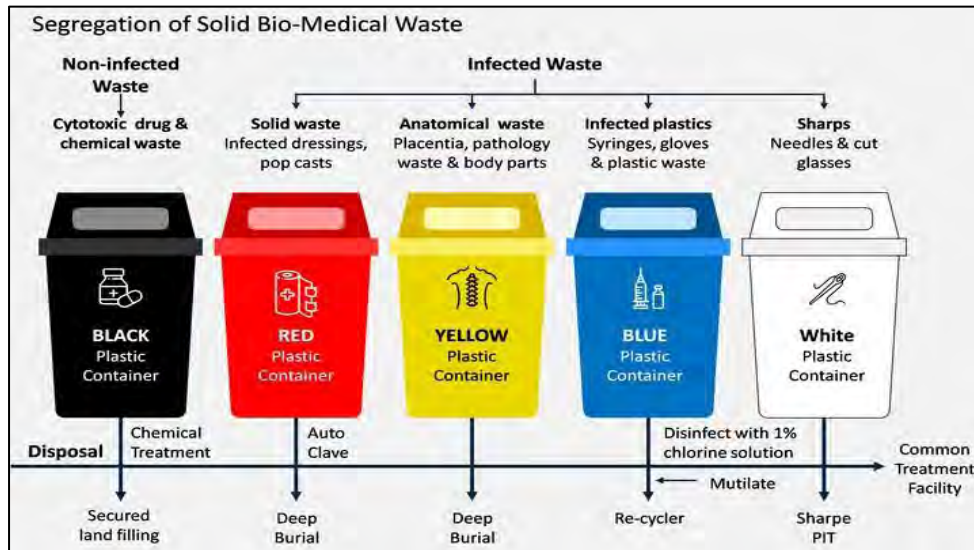 Segregation of Solid Bio-Medical Waste
Non-infected
Waste
Infected Waste
Cytotoxic drug &
chemical waste
Solid waste
Infected dressings,
pop casts
Anatomical waste
Placentia, pathology
waste & body parts
Infected plastics
Syringes, gloves
& plastic waste
Sharps
Needles & cut
glasses
BLACK
Plastic
Container
RED
Plastic
Container
YELLOW
Plastic
Container
BLUE
Plastic
Container
White
Plastic
Container
Disposal
Chemical
Treatment
Auto
Clave
Disinfect with 1%
chlorine solution
Mutilate
Common
Treatment
Facility
Secured
land filling
Deep
Burial
Deep
Burial
Re-cycler
Sharpe
PIT